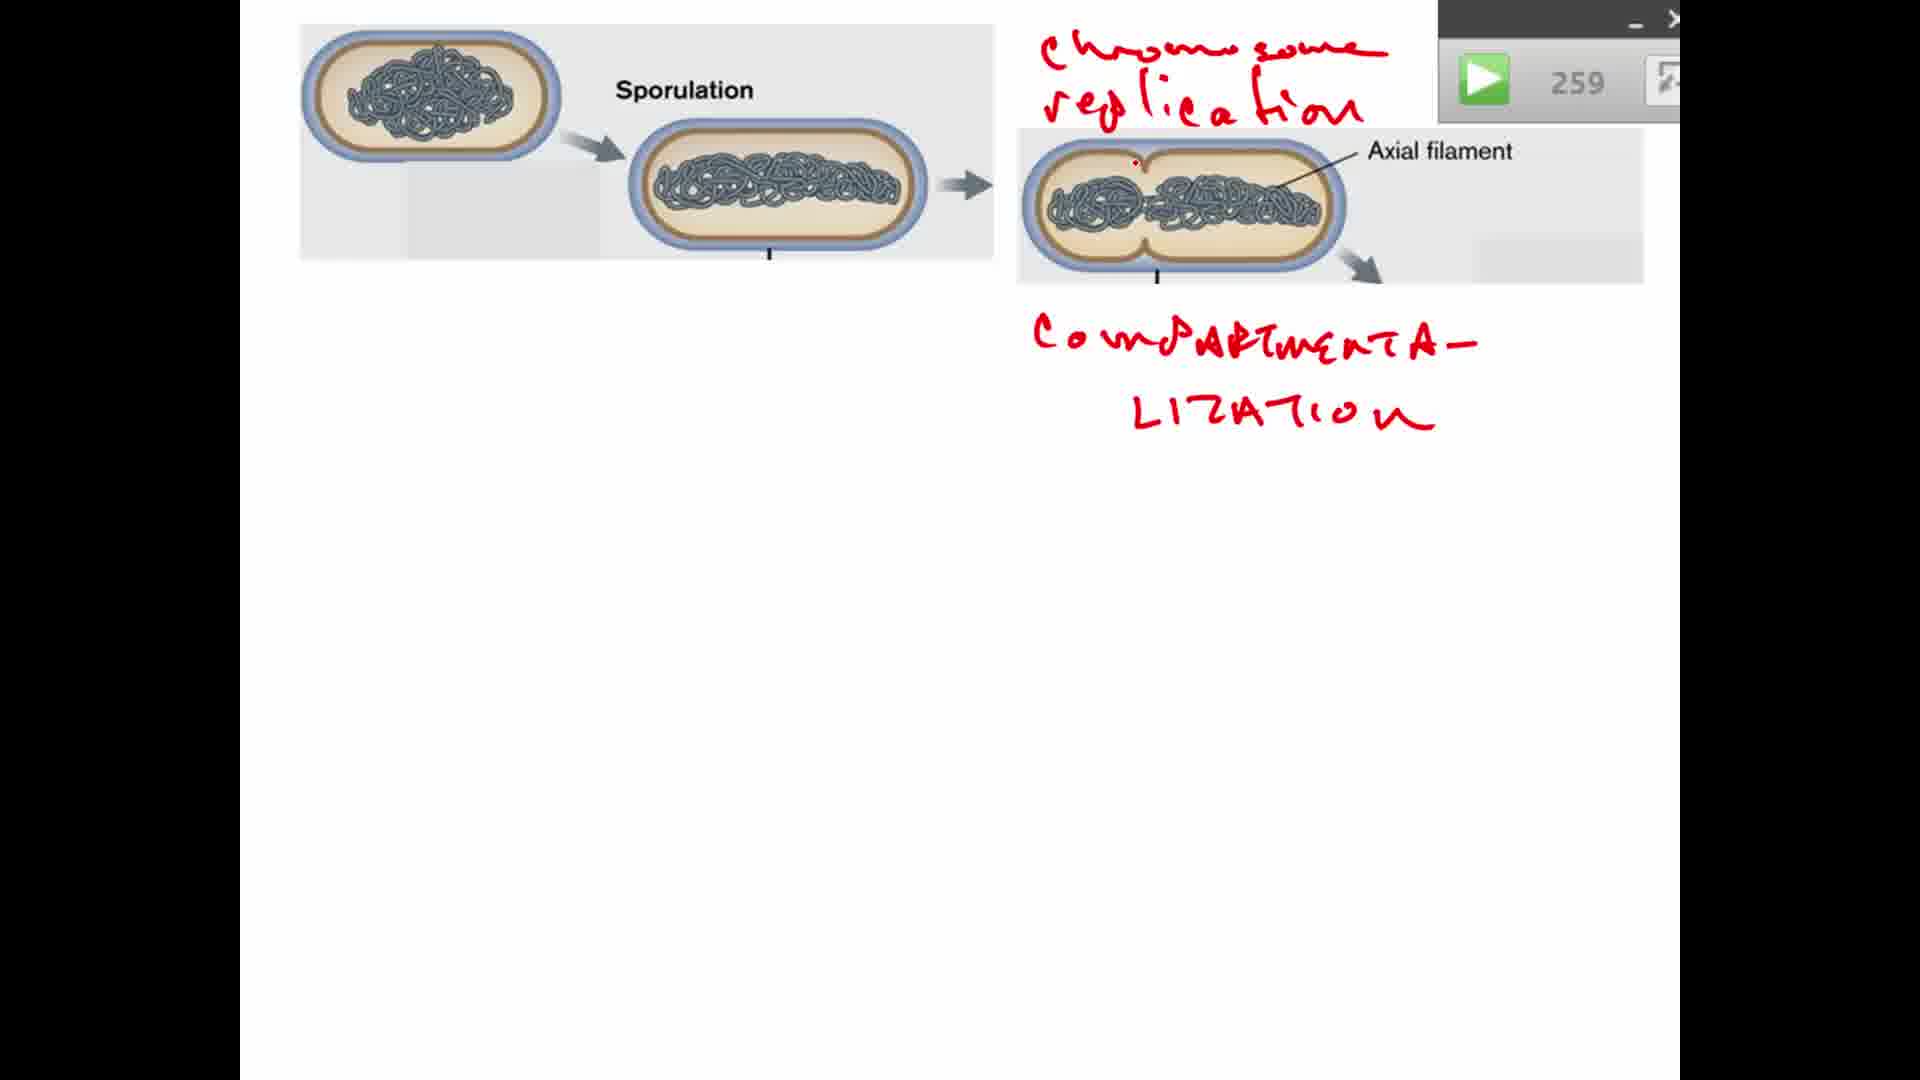 Sporulation
chromosome
replication
259
Axial filament
COMPARTMENTA-
LIZATION